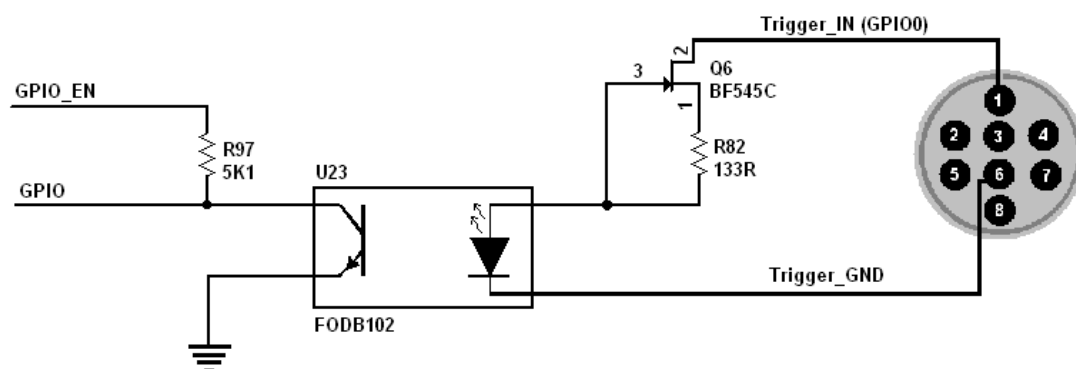 Trigger_IN (GPIO0)
2
3
Q6
BF545C
1
GPIO_EN
R97
5K1
R82
133R
GPIO
U23
1
2
3
4
5
6
7
8
Trigger_GND
FODB102